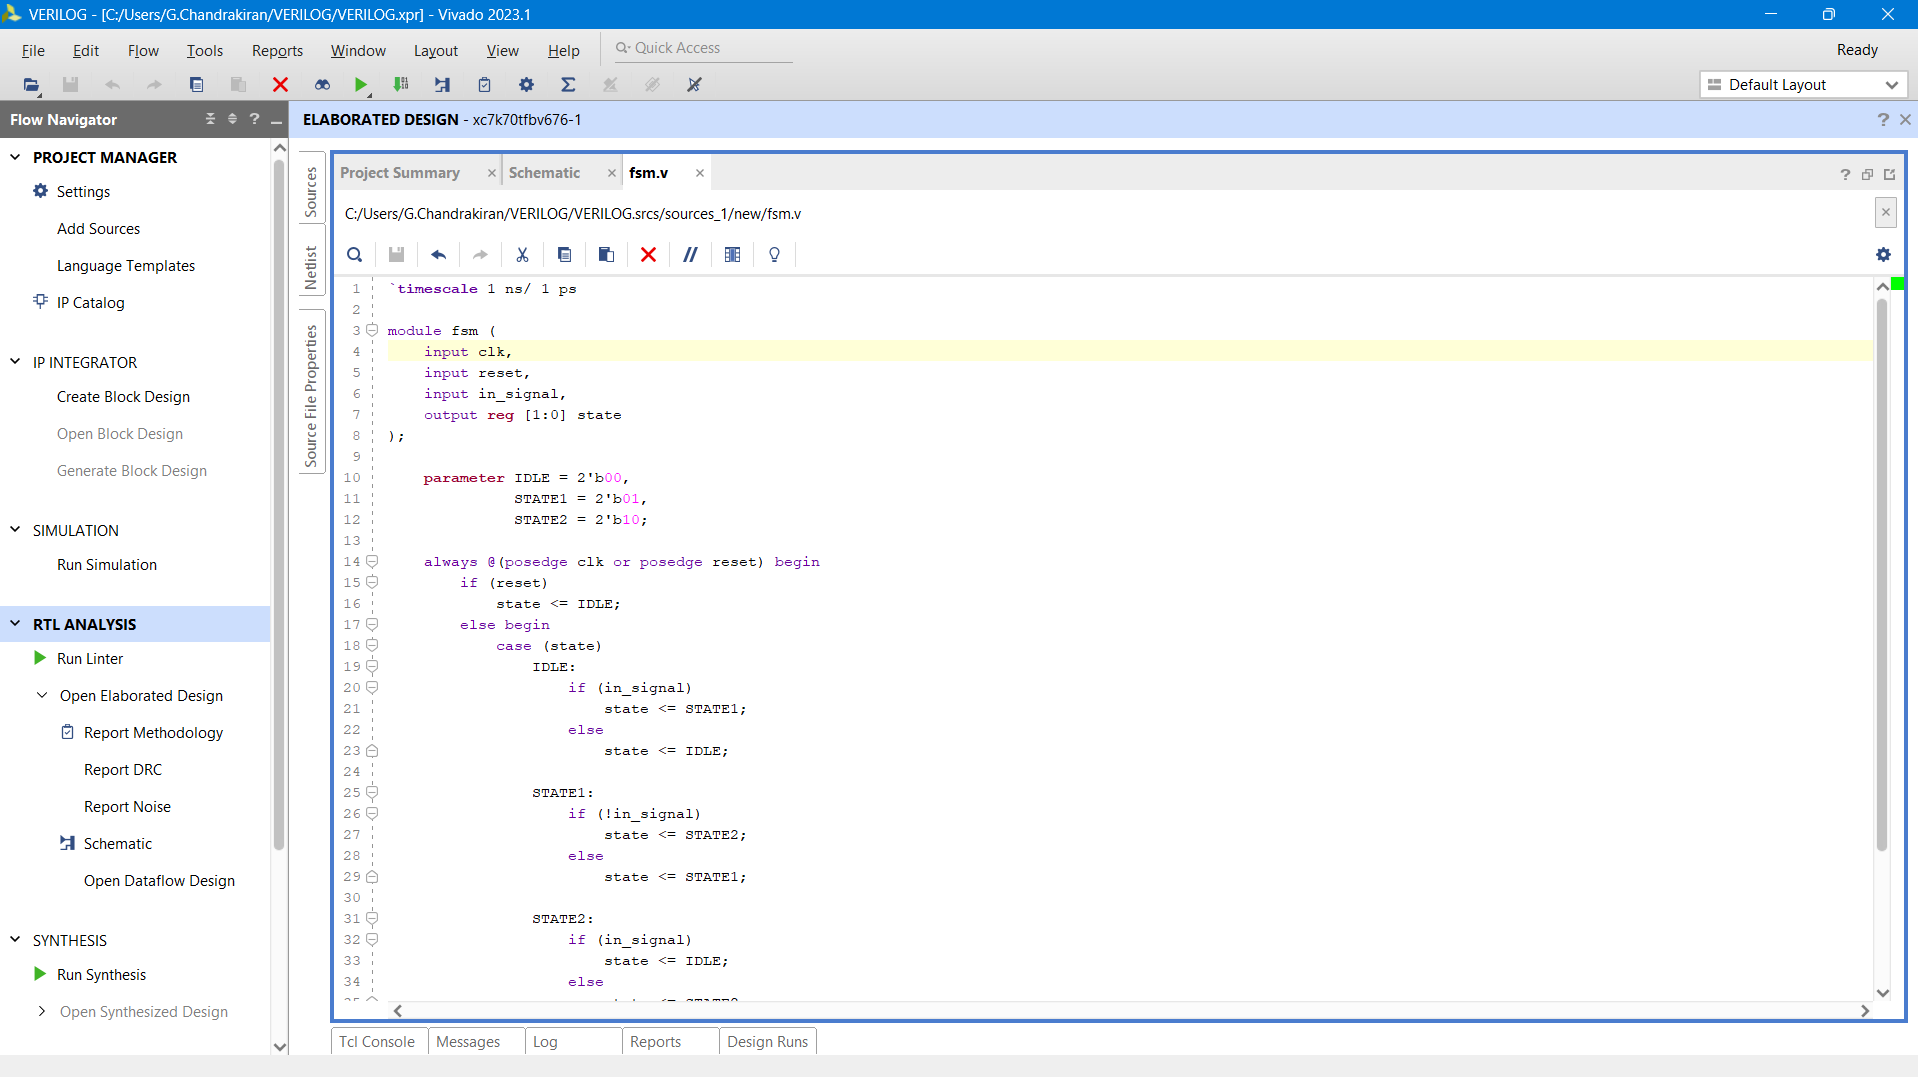 VERILOG - [C:/Users/G.Chandrakiran/VERILOG/VERILOG.xpr] - Vivado 2023.1
File Edit Flow Tools Reports Window Layout View Help Quick Access Ready
Default Layout
Flow Navigator
PROJECT MANAGER
Settings
Add Sources
Language Templates
IP Catalog
IP INTEGRATOR
Create Block Design
Open Block Design
Generate Block Design
SIMULATION
Run Simulation
RTL ANALYSIS
Run Linter
Open Elaborated Design
Report Methodology
Report DRC
Report Noise
Schematic
Open Dataflow Design
SYNTHESIS
Run Synthesis
Open Synthesized Design
ELABORATED DESIGN - xc7k70tfbv676-1
Sources
Netlist
Source File Properties
Project Summary Schematic fsm.v
C:/Users/G.Chandrakiran/VERILOG/VERILOG.srcs/sources_1/new/fsm.v
1 `timescale 1 ns/ 1 ps
2
3 module fsm (
4 input clk,
5 input reset,
6 input in_signal,
7 output reg [1:0] state
8 );
9
10 parameter IDLE = 2'b00,
11 STATE1 = 2'b01,
12 STATE2 = 2'b10;
13
14 always @(posedge clk or posedge reset) begin
15 if (reset)
16 state <= IDLE;
17 else begin
18 case (state)
19 IDLE:
20 if (in_signal)
21 state <= STATE1;
22 else
23 state <= IDLE;
24
25 STATE1:
26 if (!in_signal)
27 state <= STATE2;
28 else
29 state <= STATE1;
30
31 STATE2:
32 if (in_signal)
33 state <= IDLE;
34 else
Tcl Console Messages Log Reports Design Runs